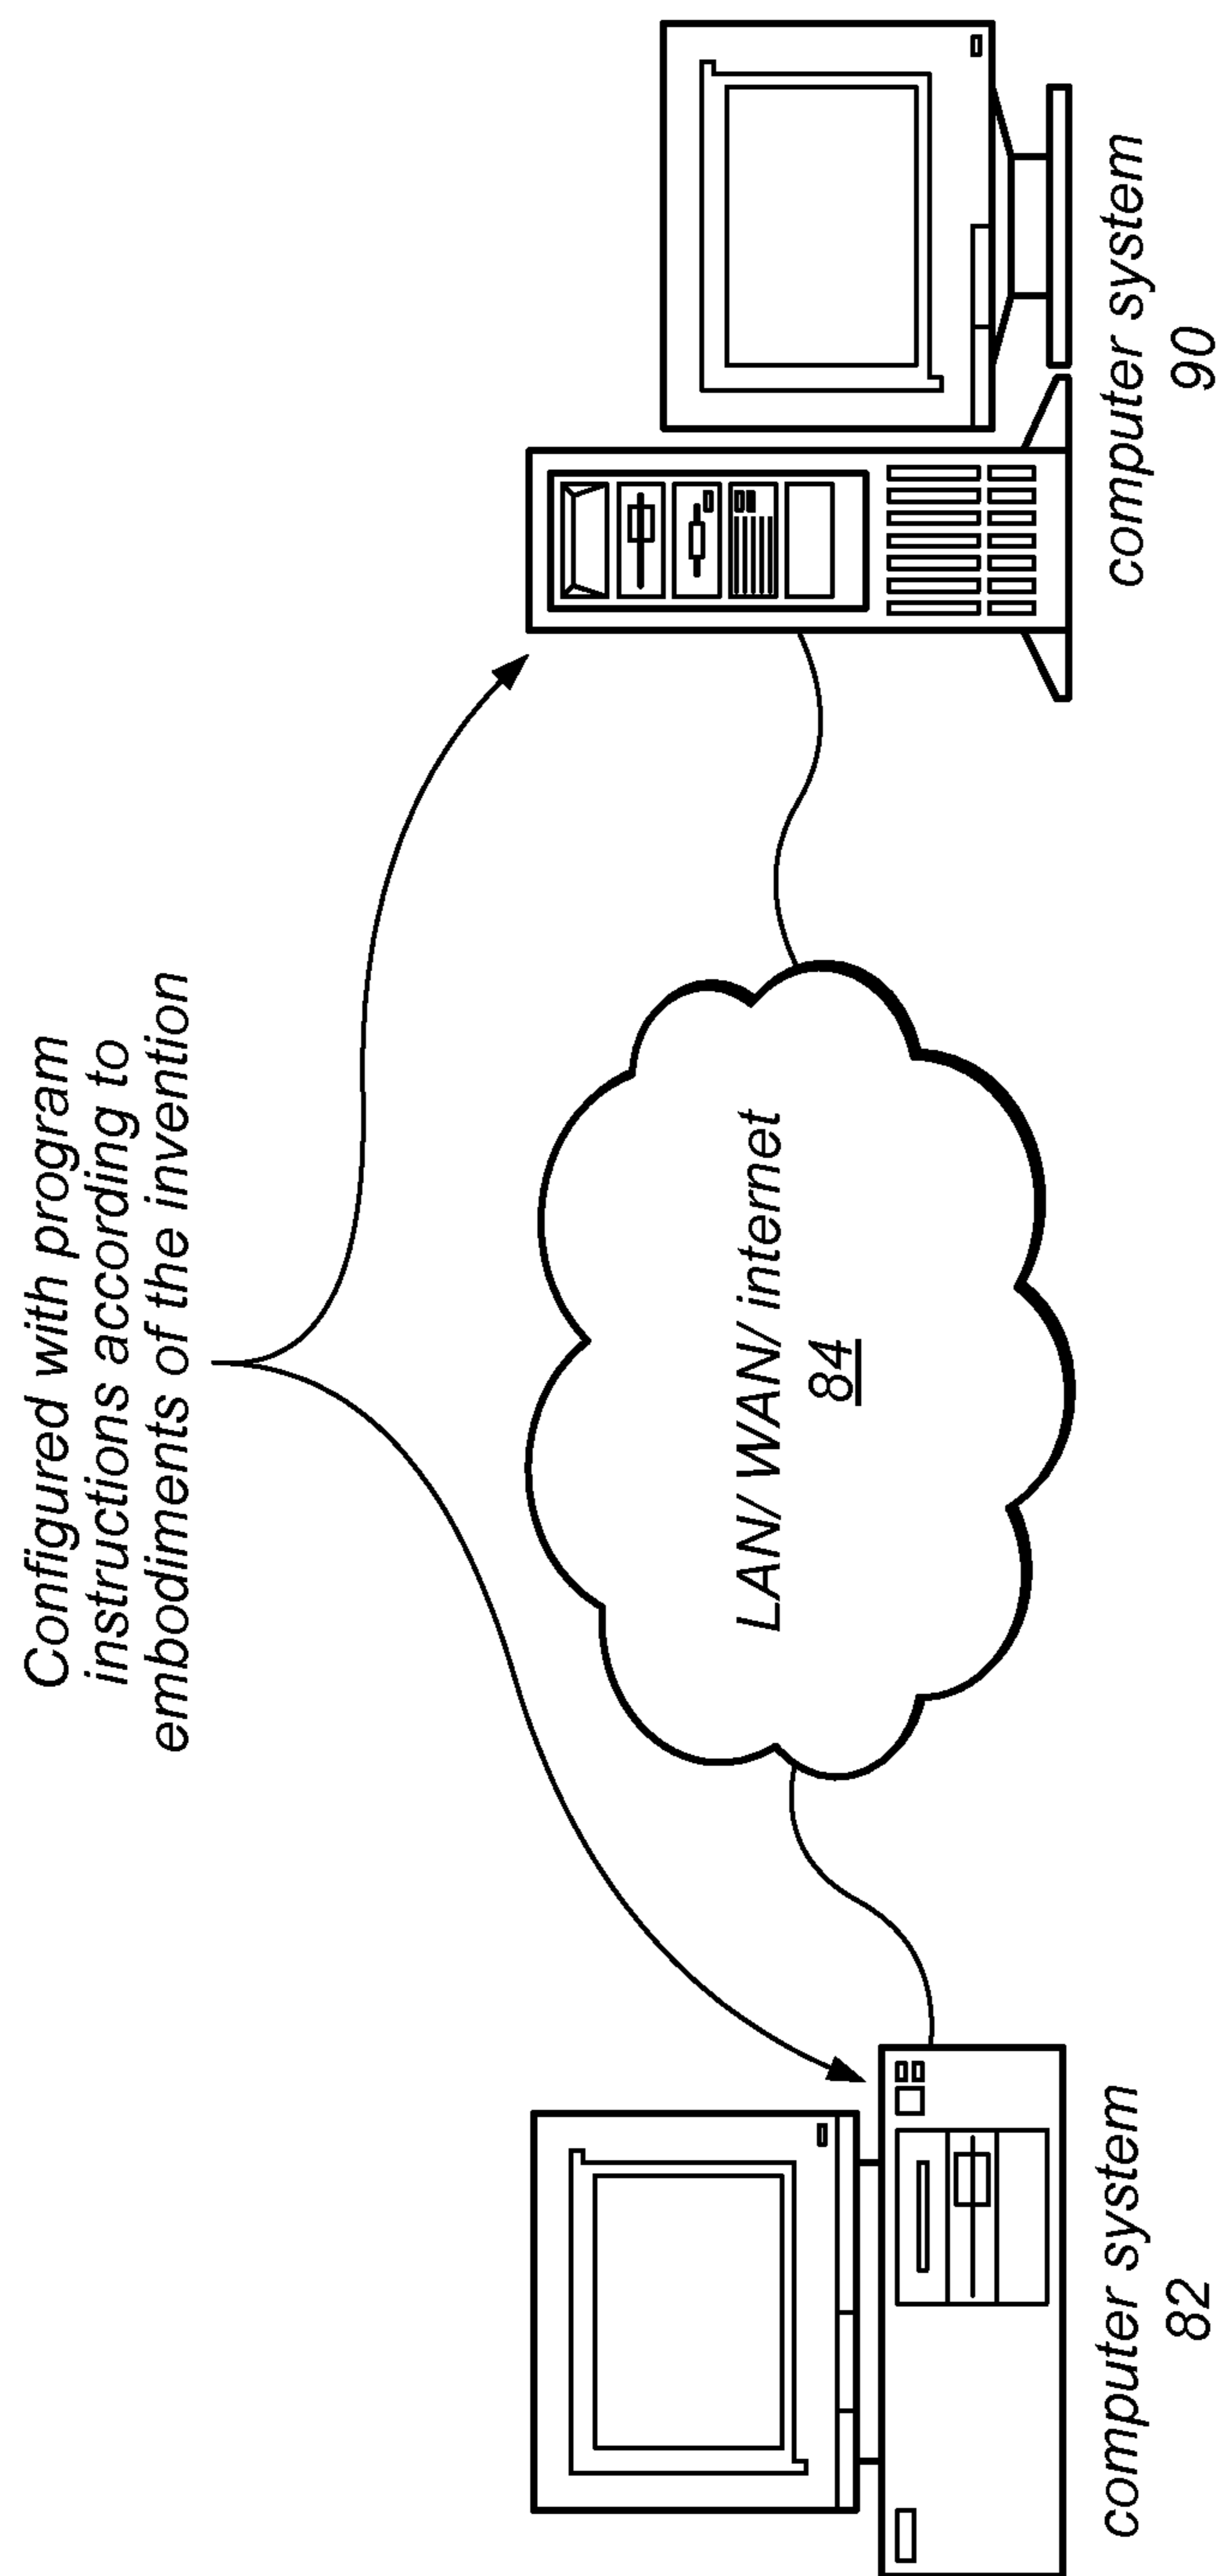 Configured with program
instructions according to
embodiments of the invention
LAN/ WAN/ internet
84
computer system
82
computer system
90